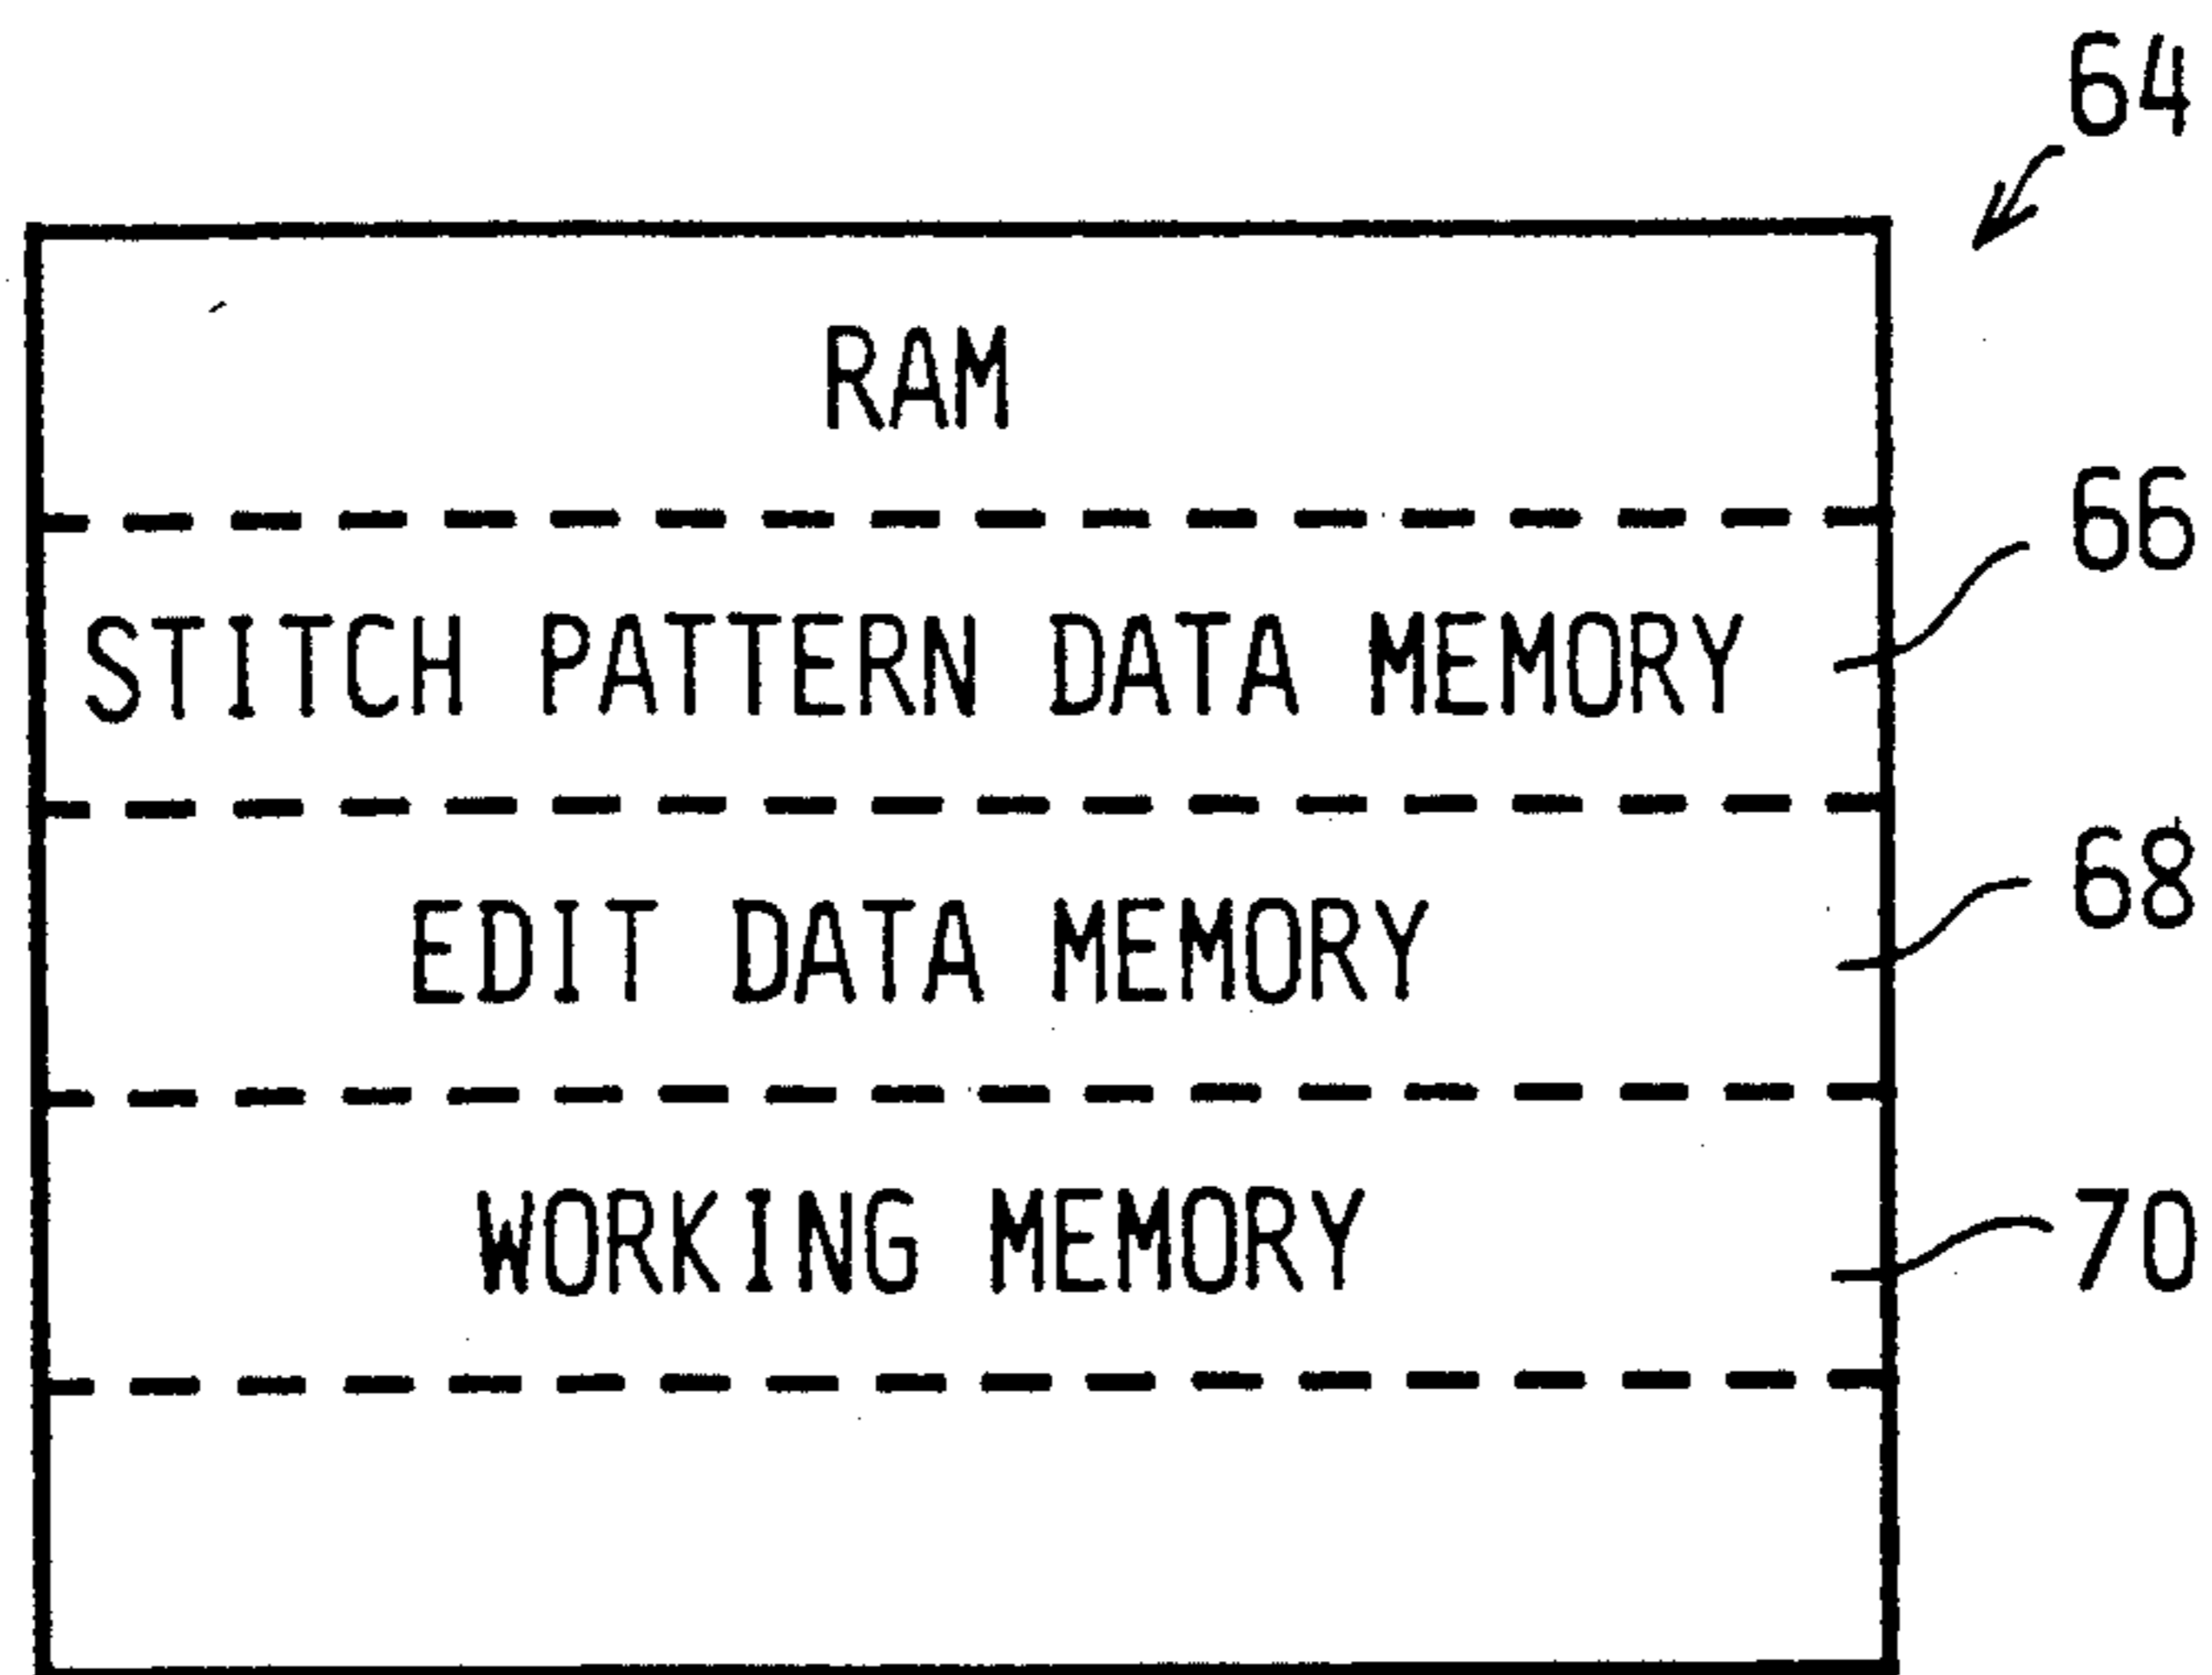 64
RAM
66
STITCH PATTERN DATA MEMORY
68
EDIT DATA MEMORY
70
WORKING MEMORY